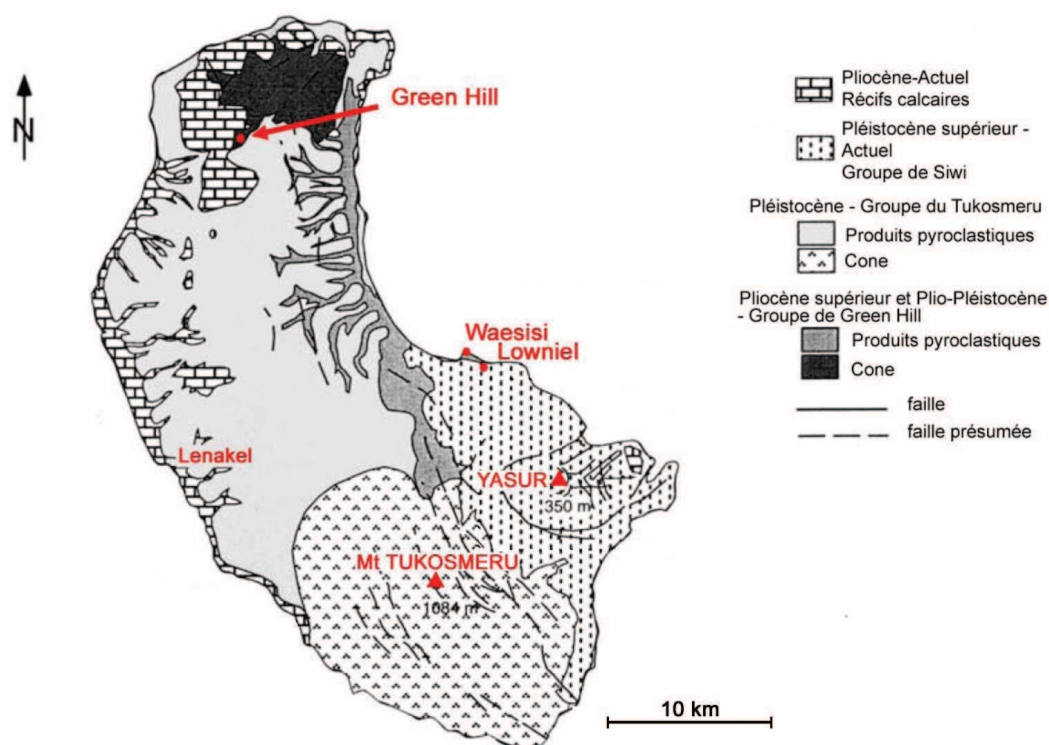 N
Green Hill
Waesisi
Lowniel
Lenakel
YASUR
350 m
Mt TUKOSMERU
1084 m
10 km
Pliocène-Actuel
Récifs calcaires
Pléistocène supérieur -
Actuel
Groupe de Siwi
Pléistocène - Groupe du Tukosmeru
Produits pyroclastiques
Cone
Pliocène supérieur et Plio-Pléistocène
- Groupe de Green Hill
Produits pyroclastiques
Cone
faille
faille présumée